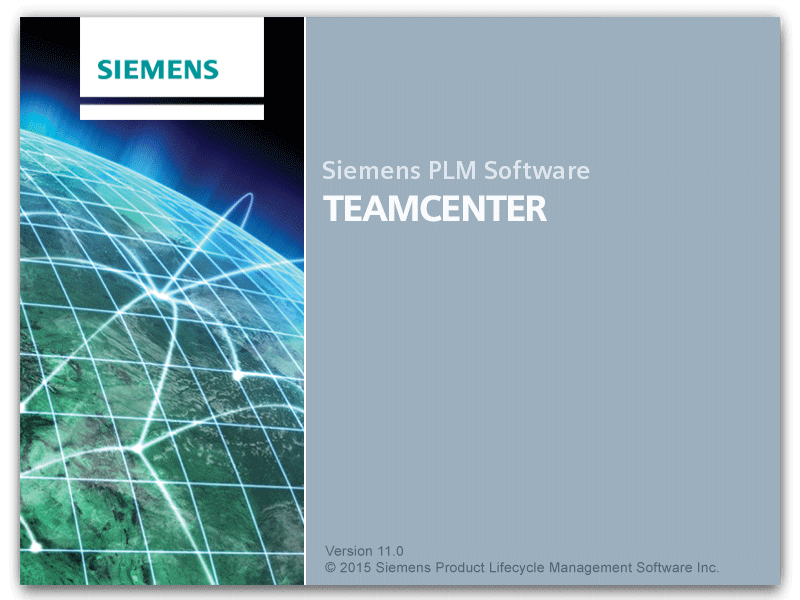 SIEMENS
Siemens PLM Software
TEAMCENTER
Version 11.0
© 2015 Siemens Product Lifecycle Management Software Inc.